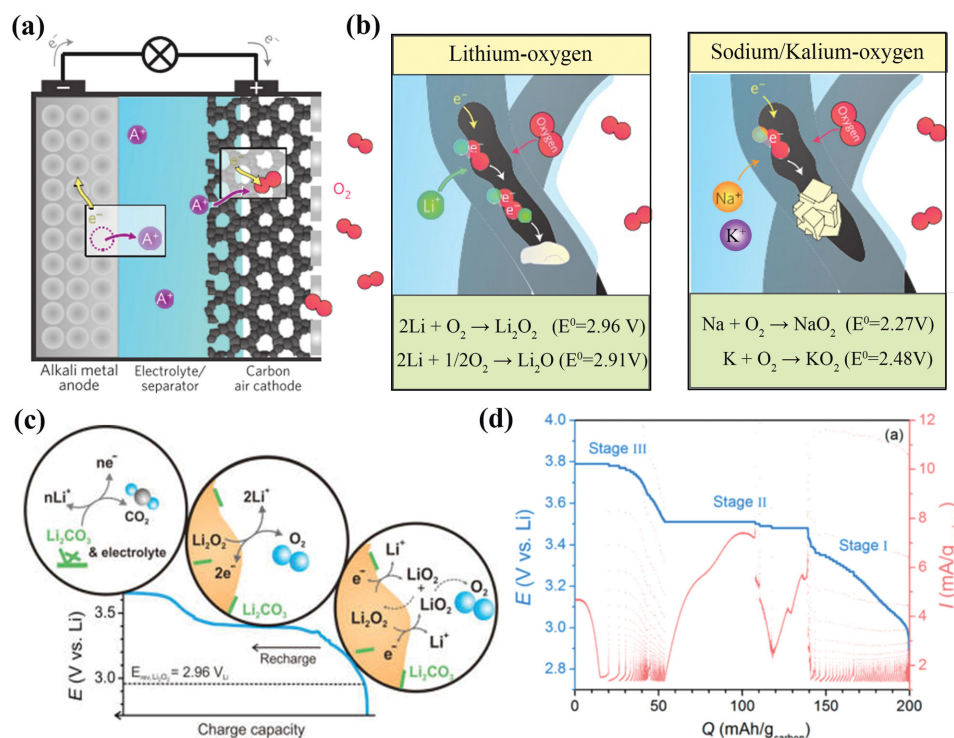 (a)
e⁻
e⁻
−
+
A⁺
A⁺
A⁺
A⁺
e⁻
e⁻
O₂
Alkali metal
anode
Electrolyte/
separator
Carbon
air cathode
(b)
Lithium-oxygen
e⁻
e⁻
Oxygen
Li⁺
e⁻
2Li + O₂ → Li₂O₂ (E⁰=2.96 V)
2Li + 1/2O₂ → Li₂O (E⁰=2.91V)
Sodium/Kalium-oxygen
e⁻
e⁻
Oxygen
Na⁺
K⁺
Na + O₂ → NaO₂ (E⁰=2.27V)
K + O₂ → KO₂ (E⁰=2.48V)
(c)
ne⁻
nLi⁺
CO₂
Li₂CO₃
& electrolyte
2Li⁺
Li₂O₂
O₂
2e⁻
Li₂CO₃
Li⁺
e⁻
LiO₂
+
O₂
LiO₂
Li₂O₂
Li⁺
e⁻
Li₂CO₃
E (V vs. Li)
3.5
3.0
Recharge
E_rev,Li₂O₂ = 2.96 V_Li
Charge capacity
(d)
(a)
E (V vs. Li)
4.0
3.8
3.6
3.4
3.2
3.0
2.8
Stage III
Stage II
Stage I
12
10
8
6
4
2
0
50
100
150
200
Q (mAh/g_carbon)